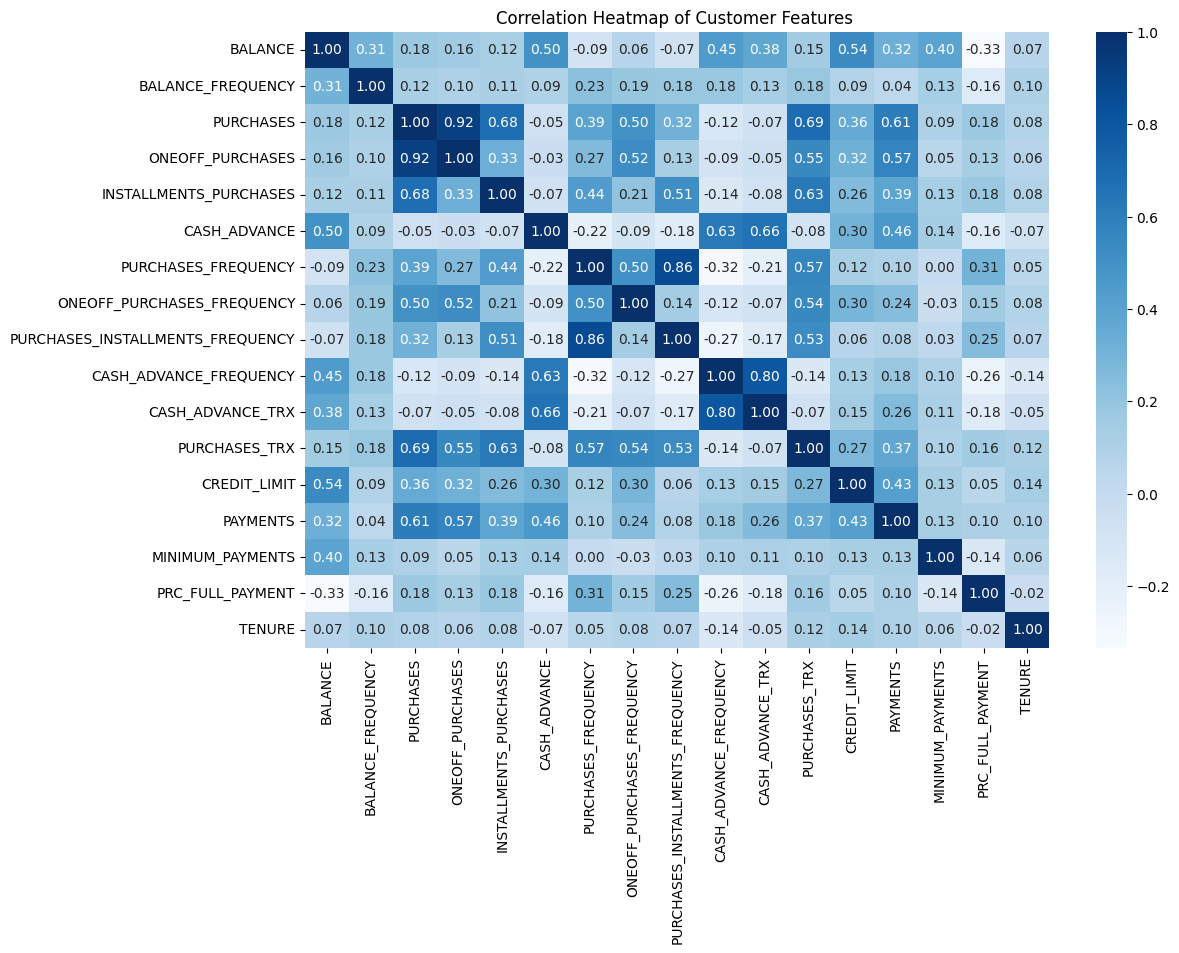 Correlation Heatmap of Customer Features
BALANCE 1.00 0.31 0.18 0.16 0.12 0.50 -0.09 0.06 -0.07 0.45 0.38 0.15 0.54 0.32 0.40 -0.33 0.07
BALANCE_FREQUENCY 0.31 1.00 0.12 0.10 0.11 0.09 0.23 0.19 0.18 0.18 0.13 0.18 0.09 0.04 0.13 -0.16 0.10
PURCHASES 0.18 0.12 1.00 0.92 0.68 -0.05 0.39 0.50 0.32 -0.12 -0.07 0.69 0.36 0.61 0.09 0.18 0.08
ONEOFF_PURCHASES 0.16 0.10 0.92 1.00 0.33 -0.03 0.27 0.52 0.13 -0.09 -0.05 0.55 0.32 0.57 0.05 0.13 0.06
INSTALLMENTS_PURCHASES 0.12 0.11 0.68 0.33 1.00 -0.07 0.44 0.21 0.51 -0.14 -0.08 0.63 0.26 0.39 0.13 0.18 0.08
CASH_ADVANCE 0.50 0.09 -0.05 -0.03 -0.07 1.00 -0.22 -0.09 -0.18 0.63 0.66 -0.08 0.30 0.46 0.14 -0.16 -0.07
PURCHASES_FREQUENCY -0.09 0.23 0.39 0.27 0.44 -0.22 1.00 0.50 0.86 -0.32 -0.21 0.57 0.12 0.10 0.00 0.31 0.05
ONEOFF_PURCHASES_FREQUENCY 0.06 0.19 0.50 0.52 0.21 -0.09 0.50 1.00 0.14 -0.12 -0.07 0.54 0.30 0.24 -0.03 0.15 0.08
PURCHASES_INSTALLMENTS_FREQUENCY -0.07 0.18 0.32 0.13 0.51 -0.18 0.86 0.14 1.00 -0.27 -0.17 0.53 0.06 0.08 0.03 0.25 0.07
CASH_ADVANCE_FREQUENCY 0.45 0.18 -0.12 -0.09 -0.14 0.63 -0.32 -0.12 -0.27 1.00 0.80 -0.14 0.13 0.18 0.10 -0.26 -0.14
CASH_ADVANCE_TRX 0.38 0.13 -0.07 -0.05 -0.08 0.66 -0.21 -0.07 -0.17 0.80 1.00 -0.07 0.15 0.26 0.11 -0.18 -0.05
PURCHASES_TRX 0.15 0.18 0.69 0.55 0.63 -0.08 0.57 0.54 0.53 -0.14 -0.07 1.00 0.27 0.37 0.10 0.16 0.12
CREDIT_LIMIT 0.54 0.09 0.36 0.32 0.26 0.30 0.12 0.30 0.06 0.13 0.15 0.27 1.00 0.43 0.13 0.05 0.14
PAYMENTS 0.32 0.04 0.61 0.57 0.39 0.46 0.10 0.24 0.08 0.18 0.26 0.37 0.43 1.00 0.13 0.10 0.10
MINIMUM_PAYMENTS 0.40 0.13 0.09 0.05 0.13 0.14 0.00 -0.03 0.03 0.10 0.11 0.10 0.13 0.13 1.00 -0.14 0.06
PRC_FULL_PAYMENT -0.33 -0.16 0.18 0.13 0.18 -0.16 0.31 0.15 0.25 -0.26 -0.18 0.16 0.05 0.10 -0.14 1.00 -0.02
TENURE 0.07 0.10 0.08 0.06 0.08 -0.07 0.05 0.08 0.07 -0.14 -0.05 0.12 0.14 0.10 0.06 -0.02 1.00
BALANCE
BALANCE_FREQUENCY
PURCHASES
ONEOFF_PURCHASES
INSTALLMENTS_PURCHASES
CASH_ADVANCE
PURCHASES_FREQUENCY
ONEOFF_PURCHASES_FREQUENCY
PURCHASES_INSTALLMENTS_FREQUENCY
CASH_ADVANCE_FREQUENCY
CASH_ADVANCE_TRX
PURCHASES_TRX
CREDIT_LIMIT
PAYMENTS
MINIMUM_PAYMENTS
PRC_FULL_PAYMENT
TENURE
1.0
0.8
0.6
0.4
0.2
0.0
−0.2